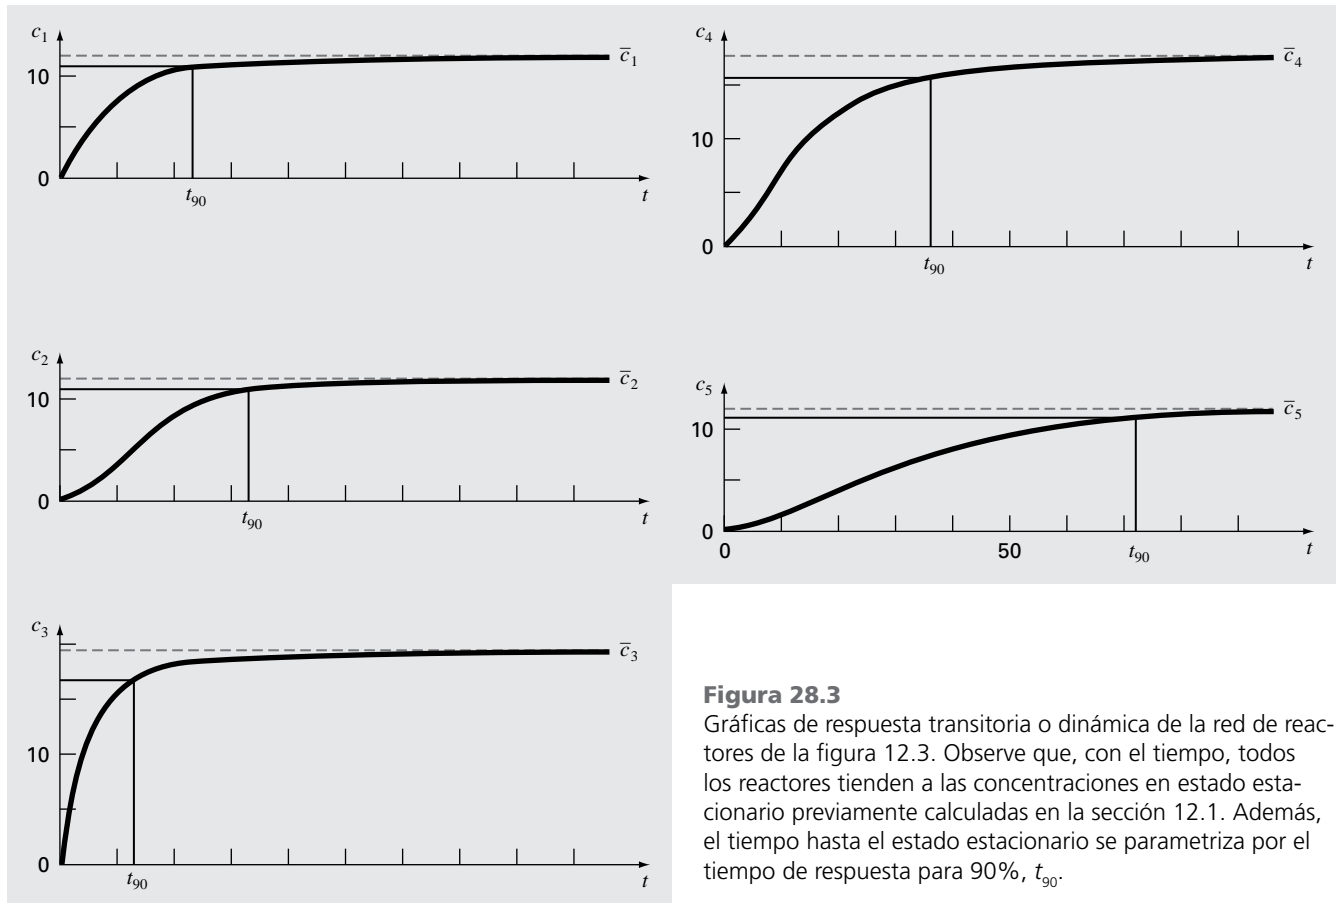 c₁
10
0
t₉₀
t
c̅₁
c₂
10
0
t₉₀
t
c̅₂
c₃
10
0
t₉₀
t
c̅₃
c₄
10
0
t₉₀
t
c̅₄
c₅
10
0
0
50
t₉₀
t
c̅₅
Figura 28.3
Gráficas de respuesta transitoria o dinámica de la red de reac-
tores de la figura 12.3. Observe que, con el tiempo, todos
los reactores tienden a las concentraciones en estado esta-
cionario previamente calculadas en la sección 12.1. Además,
el tiempo hasta el estado estacionario se parametriza por el
tiempo de respuesta para 90%, t₉₀.